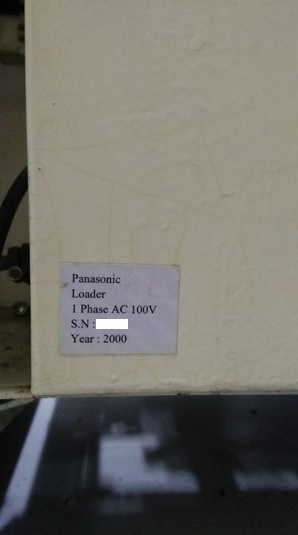 Panasonic
Loader
1 Phase AC 100V
S.N :
Year : 2000